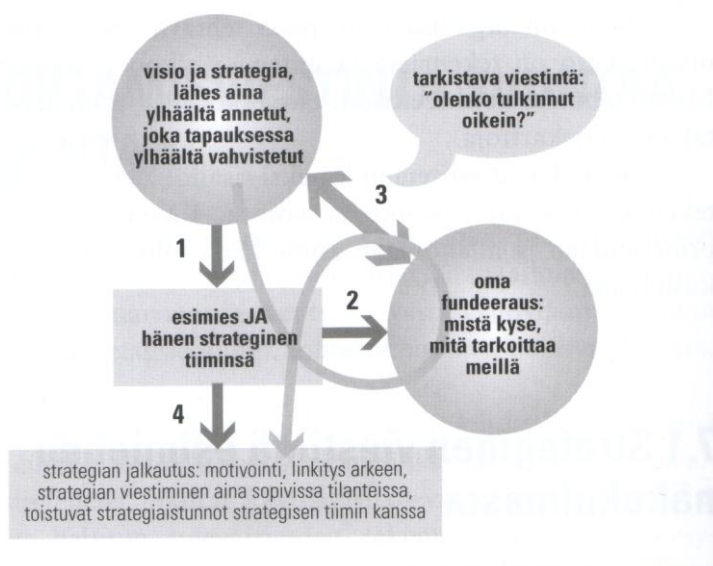 visio ja strategia,
lähes aina
ylhäältä annetut,
joka tapauksessa
ylhäältä vahvistetut
tarkistava viestintä:
”olenko tulkinnut
oikein?”
3
1
esimies JA
hänen strateginen
tiiminsä
2
oma
fundeeraus:
mistä kyse,
mitä tarkoittaa
meillä
4
strategian jalkautus: motivointi, linkitys arkeen,
strategian viestiminen aina sopivissa tilanteissa,
toistuvat strategiaistunnot strategisen tiimin kanssa